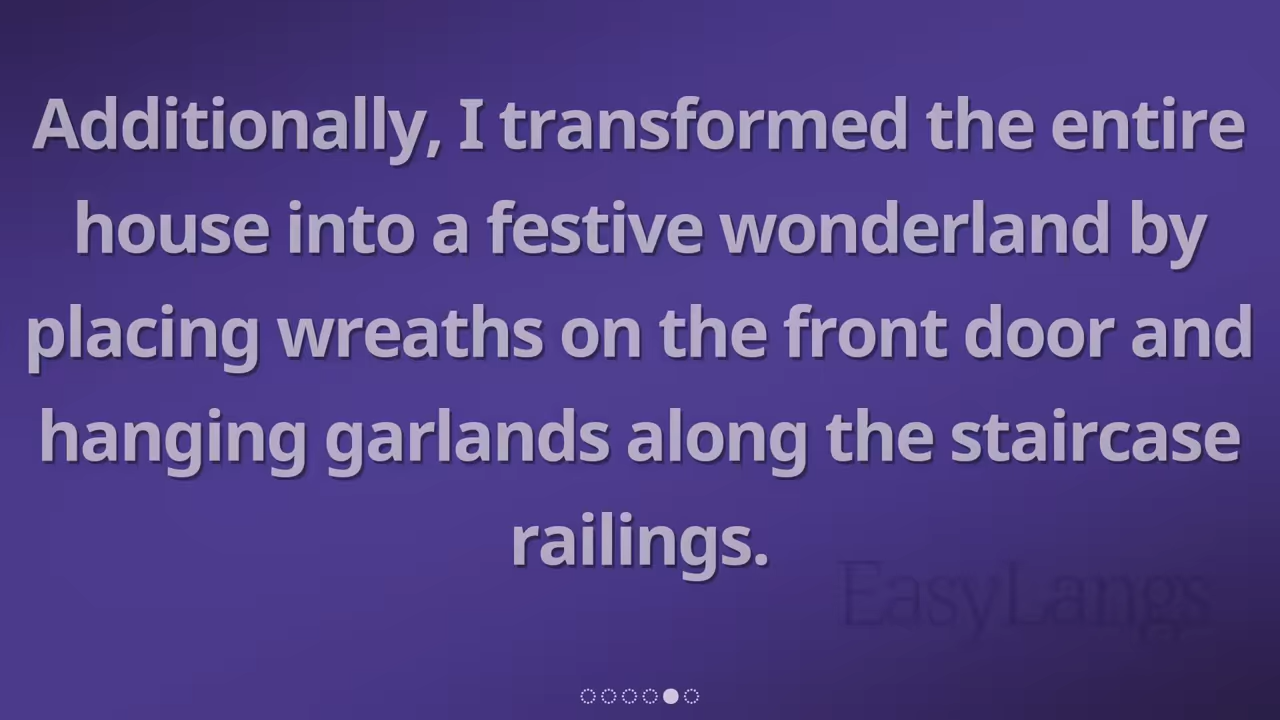 Additionally, I transformed the entire
house into a festive wonderland by
placing wreaths on the front door and
hanging garlands along the staircase
railings.
EasyLangs